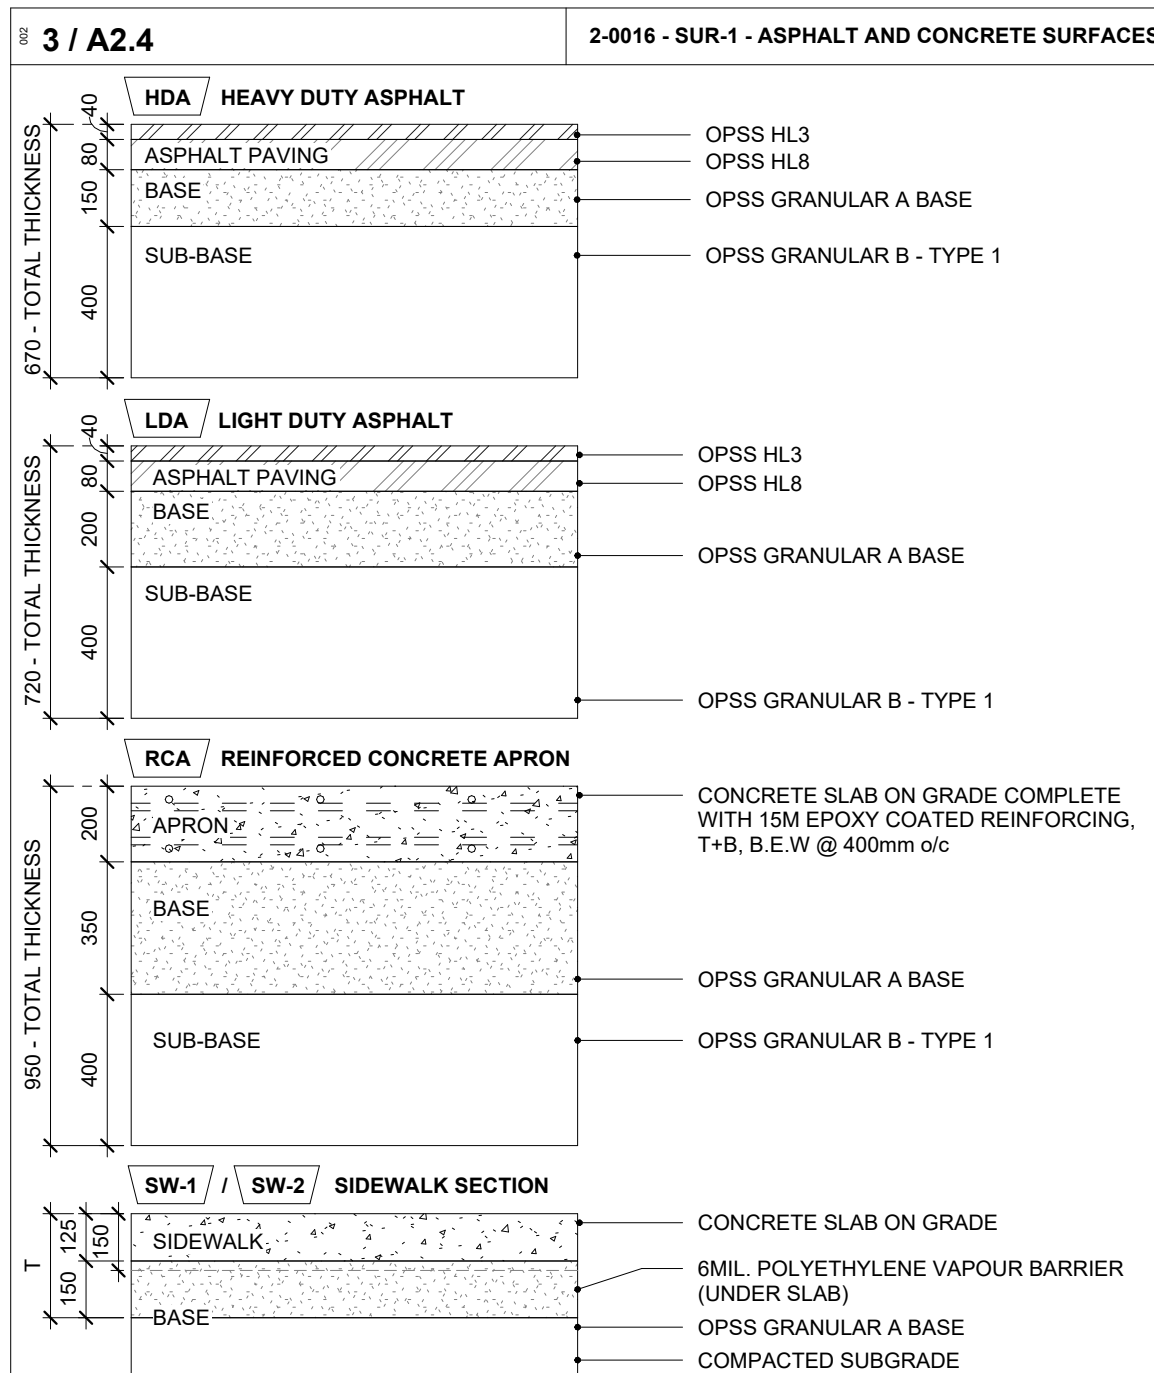 002
3 / A2.4
2-0016 - SUR-1 - ASPHALT AND CONCRETE SURFACES
HDA HEAVY DUTY ASPHALT
670 - TOTAL THICKNESS
40
80
150
400
ASPHALT PAVING
BASE
SUB-BASE
OPSS HL3
OPSS HL8
OPSS GRANULAR A BASE
OPSS GRANULAR B - TYPE 1
LDA LIGHT DUTY ASPHALT
720 - TOTAL THICKNESS
40
80
200
400
ASPHALT PAVING
BASE
SUB-BASE
OPSS HL3
OPSS HL8
OPSS GRANULAR A BASE
OPSS GRANULAR B - TYPE 1
RCA REINFORCED CONCRETE APRON
950 - TOTAL THICKNESS
200
350
400
APRON
BASE
SUB-BASE
CONCRETE SLAB ON GRADE COMPLETE
WITH 15M EPOXY COATED REINFORCING,
T+B, B.E.W @ 400mm o/c
OPSS GRANULAR A BASE
OPSS GRANULAR B - TYPE 1
SW-1 / SW-2 SIDEWALK SECTION
T
125
150
150
SIDEWALK
BASE
CONCRETE SLAB ON GRADE
6MIL. POLYETHYLENE VAPOUR BARRIER
(UNDER SLAB)
OPSS GRANULAR A BASE
COMPACTED SUBGRADE